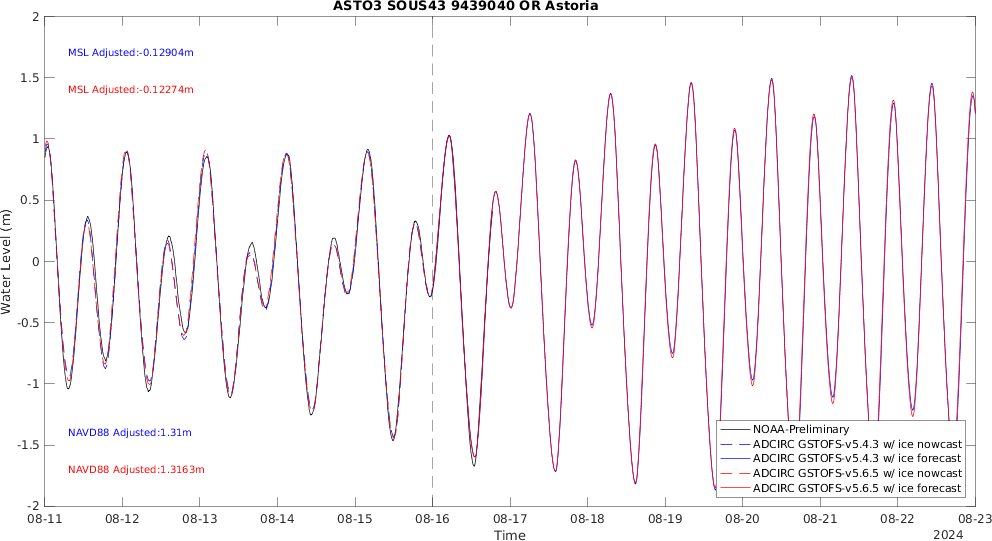 ASTO3 SOUS43 9439040 OR Astoria
MSL Adjusted:-0.12904m
MSL Adjusted:-0.12274m
NAVD88 Adjusted:1.31m
NAVD88 Adjusted:1.3163m
Water Level (m)
2
1.5
1
0.5
0
-0.5
-1
-1.5
-2
NOAA-Preliminary
ADCIRC GSTOFS-v5.4.3 w/ ice nowcast
ADCIRC GSTOFS-v5.4.3 w/ ice forecast
ADCIRC GSTOFS-v5.6.5 w/ ice nowcast
ADCIRC GSTOFS-v5.6.5 w/ ice forecast
08-11 08-12 08-13 08-14 08-15 08-16 08-17 08-18 08-19 08-20 08-21 08-22 08-23
Time
2024